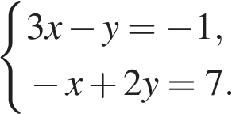 3x − y = −1,
−x + 2y = 7.